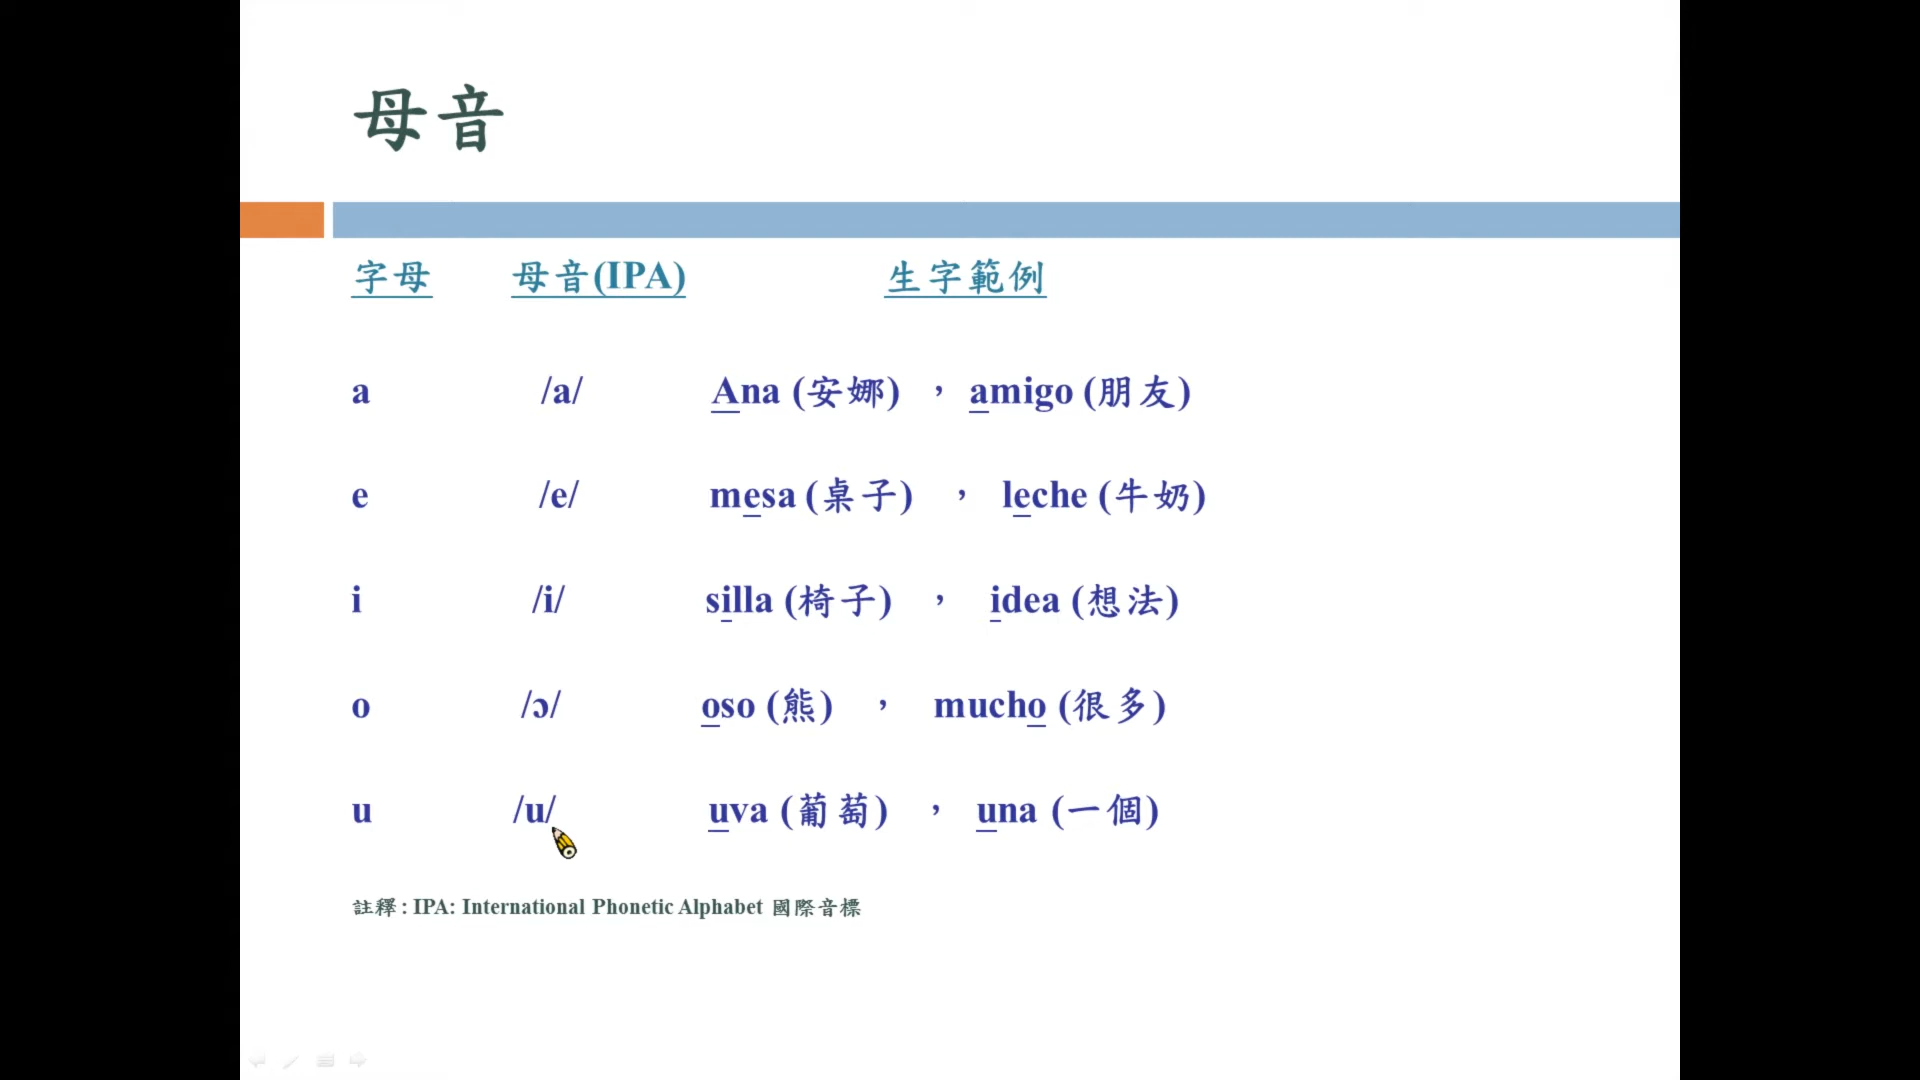 母音
字母 母音(IPA) 生字範例
a /a/ Ana (安娜) ， amigo (朋友)
e /e/ mesa (桌子) ， leche (牛奶)
i /i/ silla (椅子) ， idea (想法)
o /ɔ/ oso (熊) ， mucho (很多)
u /u/ uva (葡萄) ， una (一個)
註釋 : IPA: International Phonetic Alphabet 國際音標